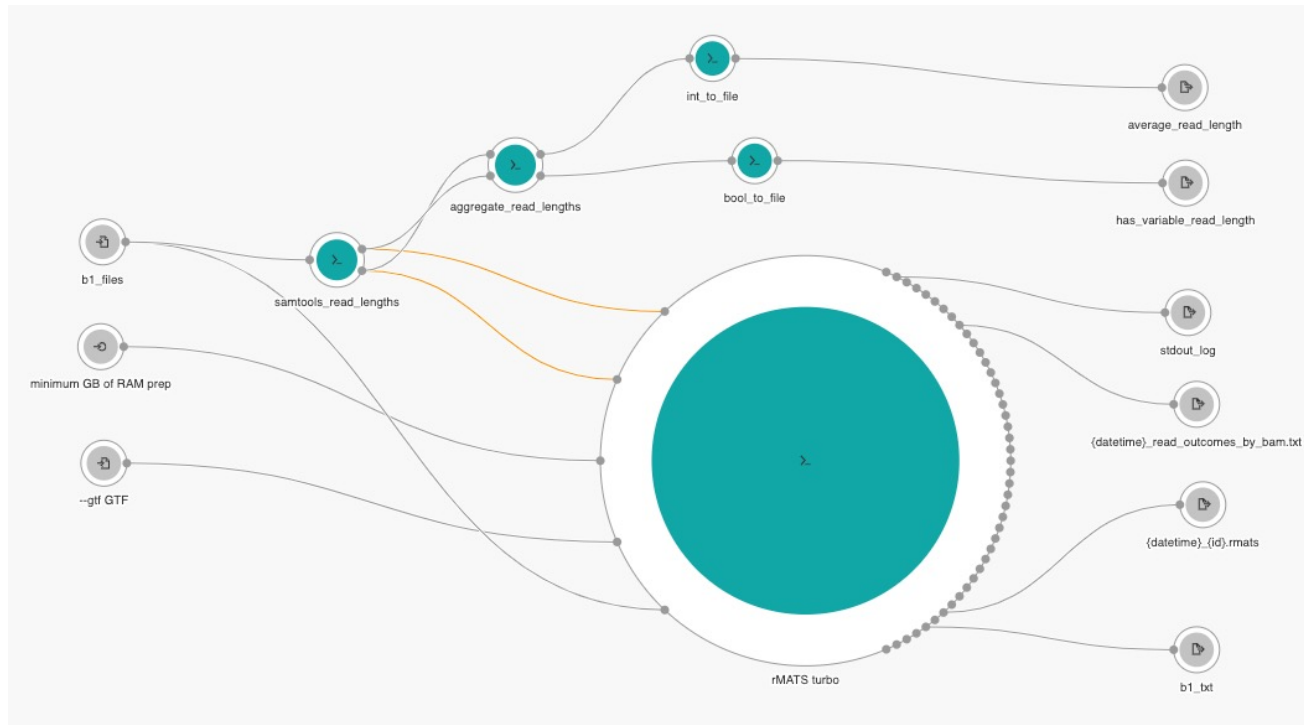 int_to_file
average_read_length
aggregate_read_lengths
bool_to_file
has_variable_read_length
b1_files
samtools_read_lengths
stdout_log
minimum GB of RAM prep
{datetime}_read_outcomes_by_bam.txt
--gtf GTF
{datetime}_{id}.rmats
rMATS turbo
b1_txt